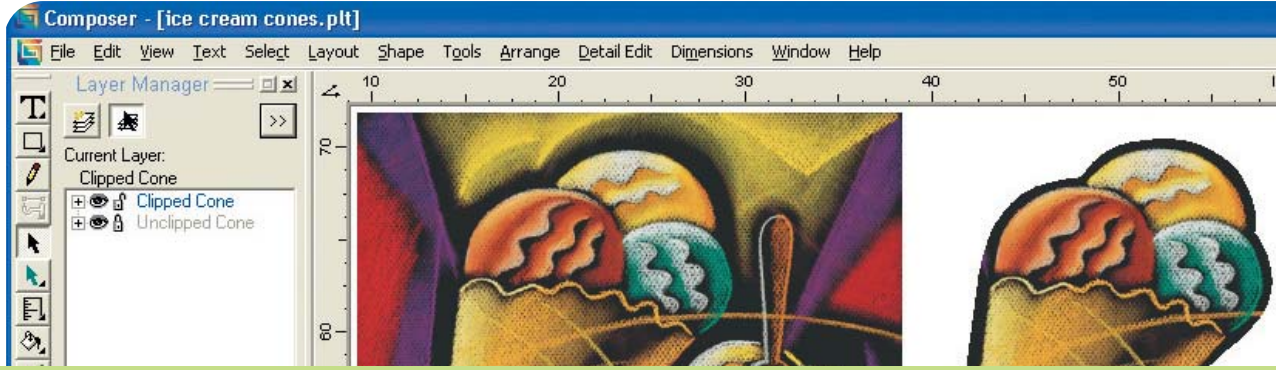 Composer - [ice cream cones.plt]
File Edit View Text Select Layout Shape Tools Arrange Detail Edit Dimensions Window Help
Layer Manager
>>
Current Layer:
Clipped Cone
Clipped Cone
Unclipped Cone
T
10 20 30 40 50
70
60